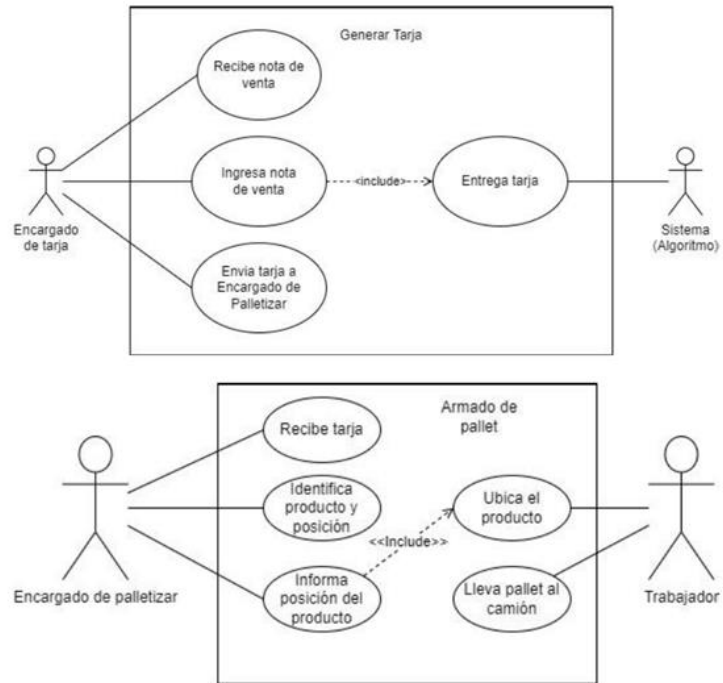 Generar Tarja
Recibe nota de
venta
Ingresa nota
de venta
<include>
Entrega tarja
Encargado
de tarja
Sistema
(Algoritmo)
Envia tarja a
Encargado de
Palletizar
Armado de
pallet
Recibe tarja
Identifica
producto y
posición
Ubica el
producto
<<Include>>
Informa
posición del
producto
Lleva pallet al
camión
Encargado de palletizar
Trabajador